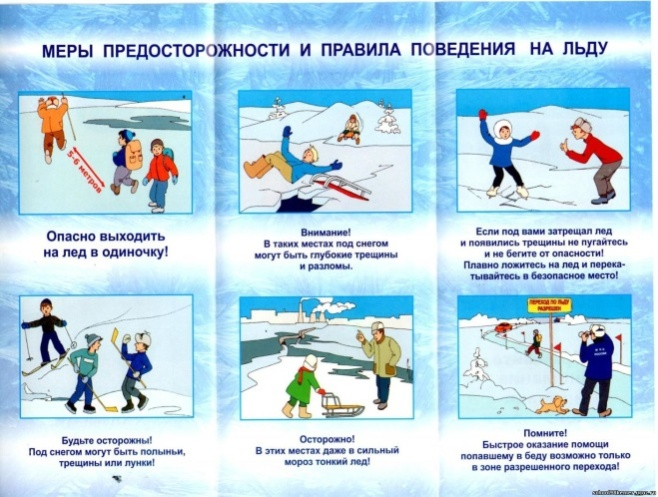 МЕРЫ ПРЕДОСТОРОЖНОСТИ И ПРАВИЛА ПОВЕДЕНИЯ НА ЛЬДУ
5-6 метров
Опасно выходить
на лед в одиночку!
Внимание!
В таких местах под снегом
могут быть глубокие трещины
и разломы.
Если под вами затрещал лед
и появились трещины не пугайтесь
и не бегите от опасности!
Плавно ложитесь на лед и перека-
тывайтесь в безопасное место!
ПЕРЕХОД ПО ЛЬДУ
РАЗРЕШЕН
Будьте осторожны!
Под снегом могут быть полыньи,
трещины или лунки!
Осторожно!
В этих местах даже в сильный
мороз тонкий лед!
Помните!
Быстрое оказание помощи
попавшему в беду возможно только
в зоне разрешенного перехода!